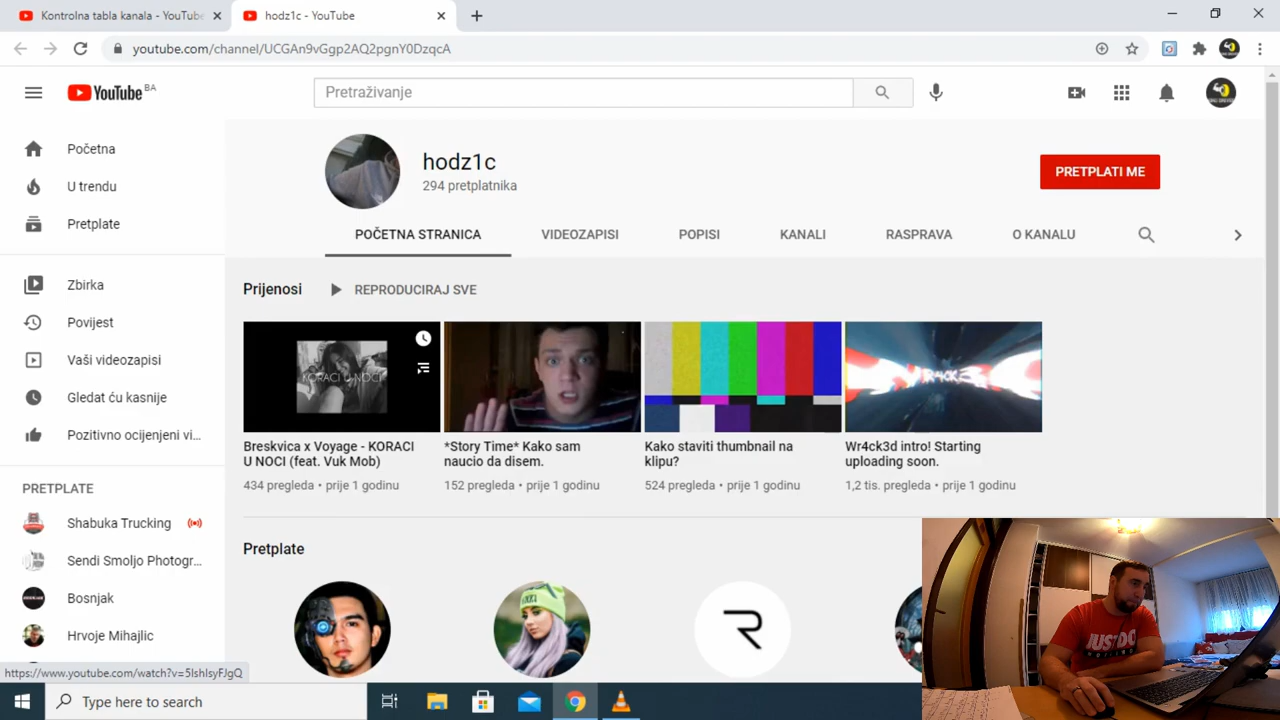 Kontrolna tabla kanala - YouTube
hodz1c - YouTube
youtube.com/channel/UCGAn9vGgp2AQ2pgnY0DzqcA
YouTube BA
Pretraživanje
Početna
U trendu
Pretplate
Zbirka
Povijest
Vaši videozapisi
Gledat ću kasnije
Pozitivno ocijenjeni vi...
PRETPLATE
Shabuka Trucking
Sendi Smoljo Photogr...
Bosnjak
Hrvoje Mihajlic
hodz1c
294 pretplatnika
PRETPLATI ME
POČETNA STRANICA
VIDEOZAPISI
POPISI
KANALI
RASPRAVA
O KANALU
Prijenosi
REPRODUCIRAJ SVE
KORACI U NOCI
WR4CK3D
Breskvica x Voyage - KORACI
U NOCI (feat. Vuk Mob)
434 pregleda • prije 1 godinu
*Story Time* Kako sam
naucio da disem.
152 pregleda • prije 1 godinu
Kako staviti thumbnail na
klipu?
524 pregleda • prije 1 godinu
Wr4ck3d intro! Starting
uploading soon.
1,2 tis. pregleda • prije 1 godinu
Pretplate
JUST DO
https://www.youtube.com/watch?v=5lshlsyFJgQ
Type here to search